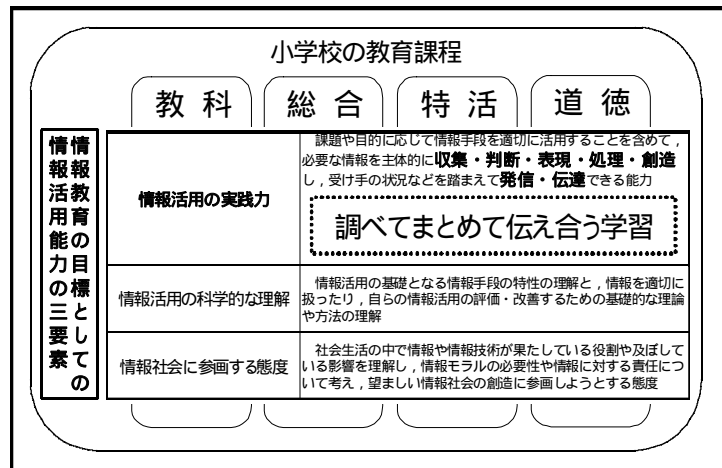 小学校の教育課程
教科
総合
特活
道徳
情報教育の目標としての
情報活用能力の三要素
情報活用の実践力
課題や目的に応じて情報手段を適切に活用することを含めて，
必要な情報を主体的に収集・判断・表現・処理・創造
し，受け手の状況などを踏まえて発信・伝達できる能力
調べてまとめて伝え合う学習
情報活用の科学的な理解
情報活用の基礎となる情報手段の特性の理解と，情報を適切に
扱ったり，自らの情報活用の評価・改善するための基礎的な理論
や方法の理解
情報社会に参画する態度
社会生活の中で情報や情報技術が果たしている役割や及ぼして
いる影響を理解し，情報モラルの必要性や情報に対する責任につ
いて考え，望ましい情報社会の創造に参画しようとする態度